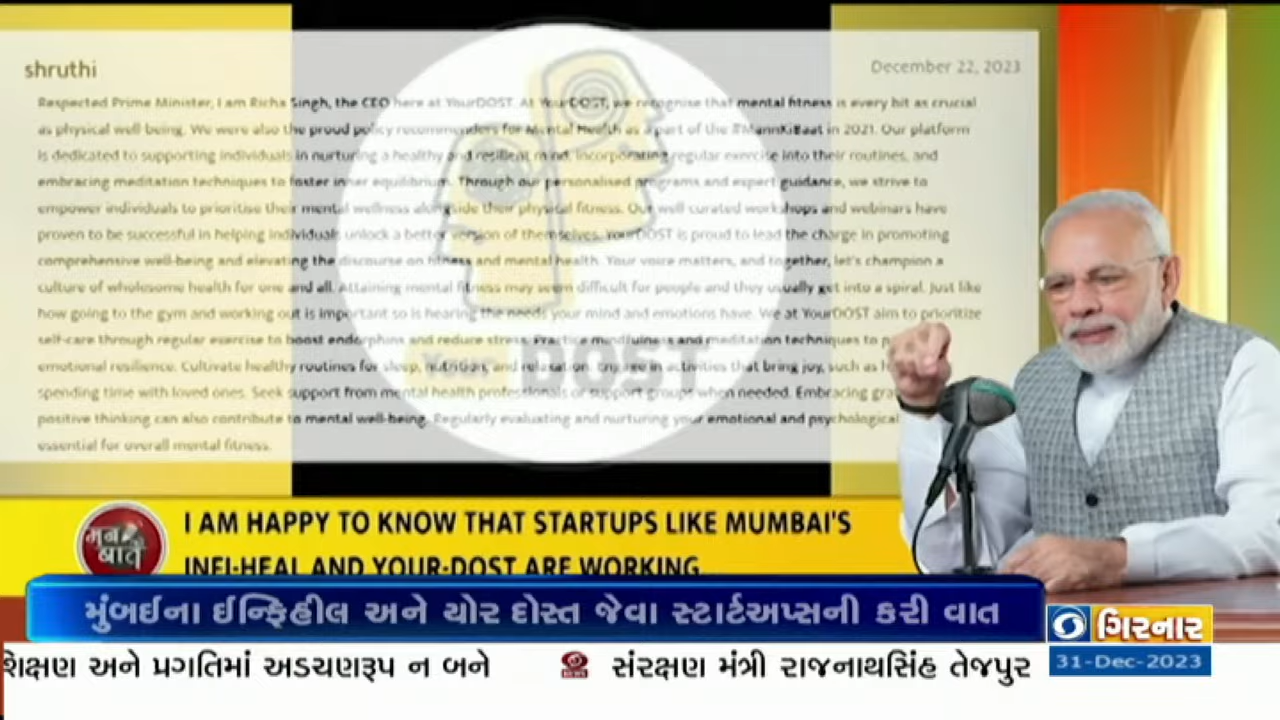 shruthi
December 22, 2023
Respected Prime Minister, I am Richa Singh, the CEO here at YourDOST. At YourDOST, we recognise that mental fitness is every bit as crucial
as physical well-being. We were also the proud policy recommenders for Mental Health as a part of the #MannKiBaat in 2021. Our platform
is dedicated to supporting individuals in nurturing a healthy and resilient mind, incorporating regular exercise into their routines, and
embracing meditation techniques to foster inner equilibrium. Through our personalised programs and expert guidance, we strive to
empower individuals to prioritise their mental wellness alongside their physical fitness. Our well curated workshops and webinars have
proven to be successful in helping individuals unlock a better version of themselves. YourDOST is proud to lead the charge in promoting
comprehensive well-being and elevating the discourse on fitness and mental health. Your voice matters, and together, let's champion a
culture of wholesome health for one and all. Attaining mental fitness may seem difficult for people and they usually get into a spiral. Just like
how going to the gym and working out is important so is hearing the needs your mind and emotions have. We at YourDOST aim to prioritize
self-care through regular exercise to boost endorphins and reduce stress. Practice mindfulness and meditation techniques to
emotional resilience. Cultivate healthy routines for sleep, nutrition, and relaxation. Engage in activities that bring joy, such as
spending time with loved ones. Seek support from mental health professionals or support groups when needed. Embracing
positive thinking can also contribute to mental well-being. Regularly evaluating and nurturing your emotional and psychological
essential for overall mental fitness.
YOUR DOST
मन की बात
I AM HAPPY TO KNOW THAT STARTUPS LIKE MUMBAI'S
INFI-HEAL AND YOUR-DOST ARE WORKING
મુંબઈના ઈન્ફિહીલ અને યોર દોસ્ત જેવા સ્ટાર્ટઅપ્સની કરી વાત
ગિરનાર
31-Dec-2023
શિક્ષણ અને પ્રગતિમાં અડચણરૂપ ન બને
NEWS
સંરક્ષણ મંત્રી રાજનાથસિંહ તેજપુર